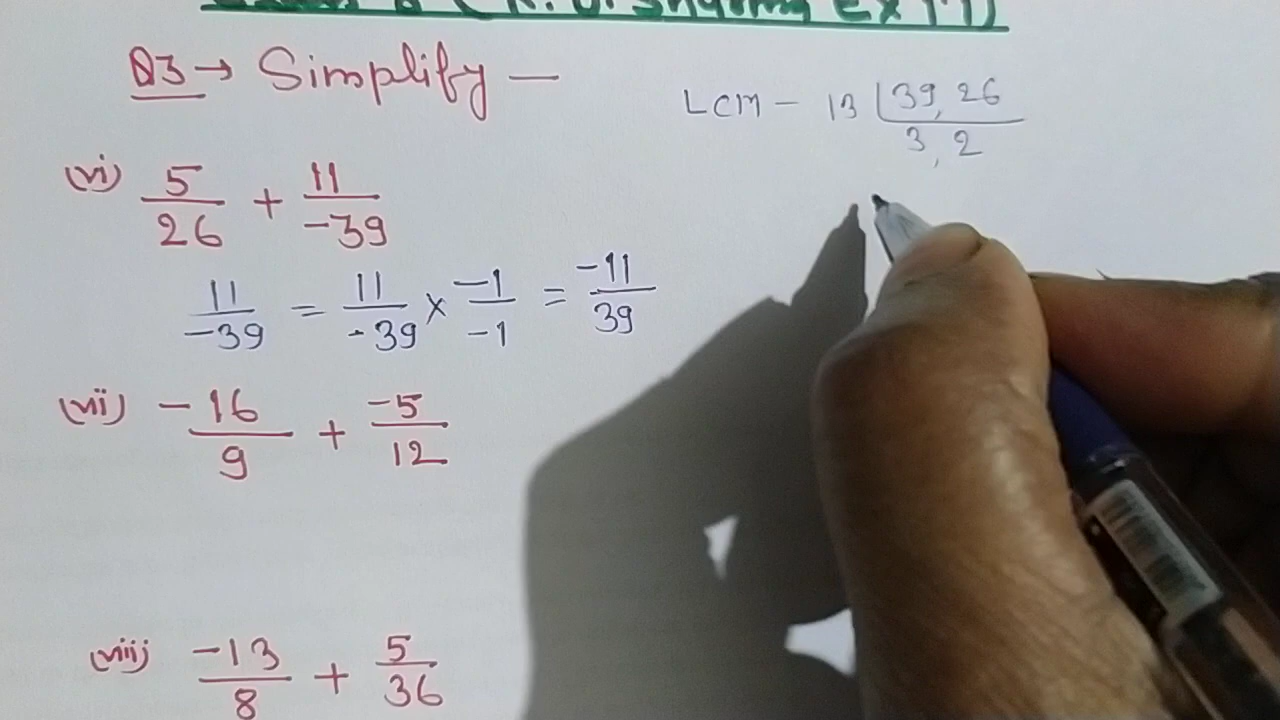 Q3 → Simplify —
LCM - 13 | 39, 26
3, 2
(vi) 5/26 + 11/-39
11/-39 = 11/-39 × -1/-1 = -11/39
(vii) -16/9 + -5/12
(viii) -13/8 + 5/36